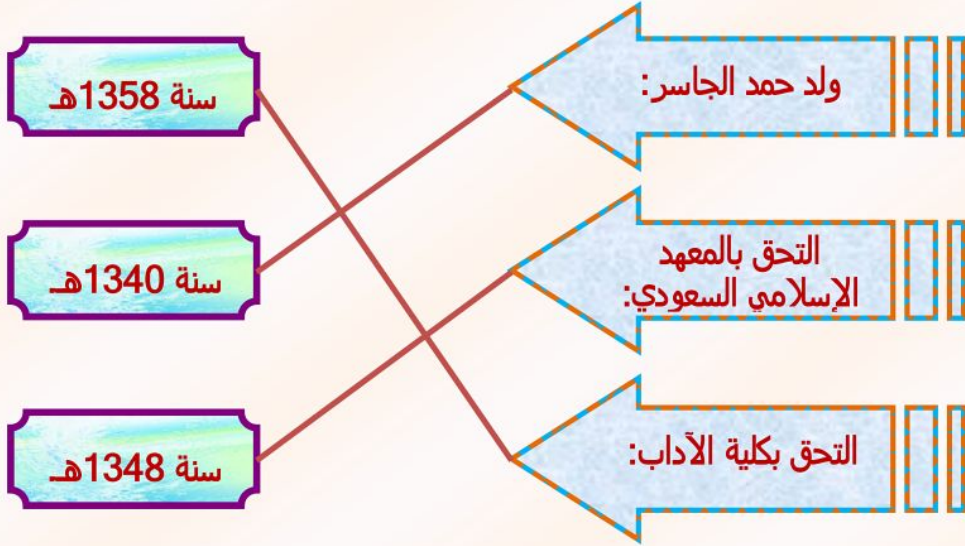 ولد حمد الجاسر:
سنة 1358هـ
التحق بالمعهد
الإسلامي السعودي:
سنة 1340هـ
التحق بكلية الآداب:
سنة 1348هـ